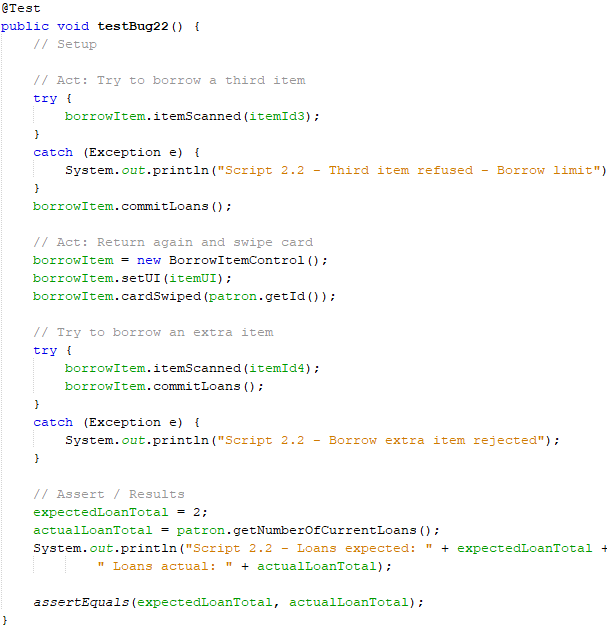 @Test
public void testBug22() {
    // Setup

    // Act: Try to borrow a third item
    try {
        borrowItem.itemScanned(itemId3);
    }
    catch (Exception e) {
        System.out.println("Script 2.2 - Third item refused - Borrow limit")
    }
    borrowItem.commitLoans();

    // Act: Return again and swipe card
    borrowItem = new BorrowItemControl();
    borrowItem.setUI(itemUI);
    borrowItem.cardSwiped(patron.getId());

    // Try to borrow an extra item
    try {
        borrowItem.itemScanned(itemId4);
        borrowItem.commitLoans();
    }
    catch (Exception e) {
        System.out.println("Script 2.2 - Borrow extra item rejected");
    }

    // Assert / Results
    expectedLoanTotal = 2;
    actualLoanTotal = patron.getNumberOfCurrentLoans();
    System.out.println("Script 2.2 - Loans expected: " + expectedLoanTotal +
            " Loans actual: " + actualLoanTotal);

    assertEquals(expectedLoanTotal, actualLoanTotal);
}